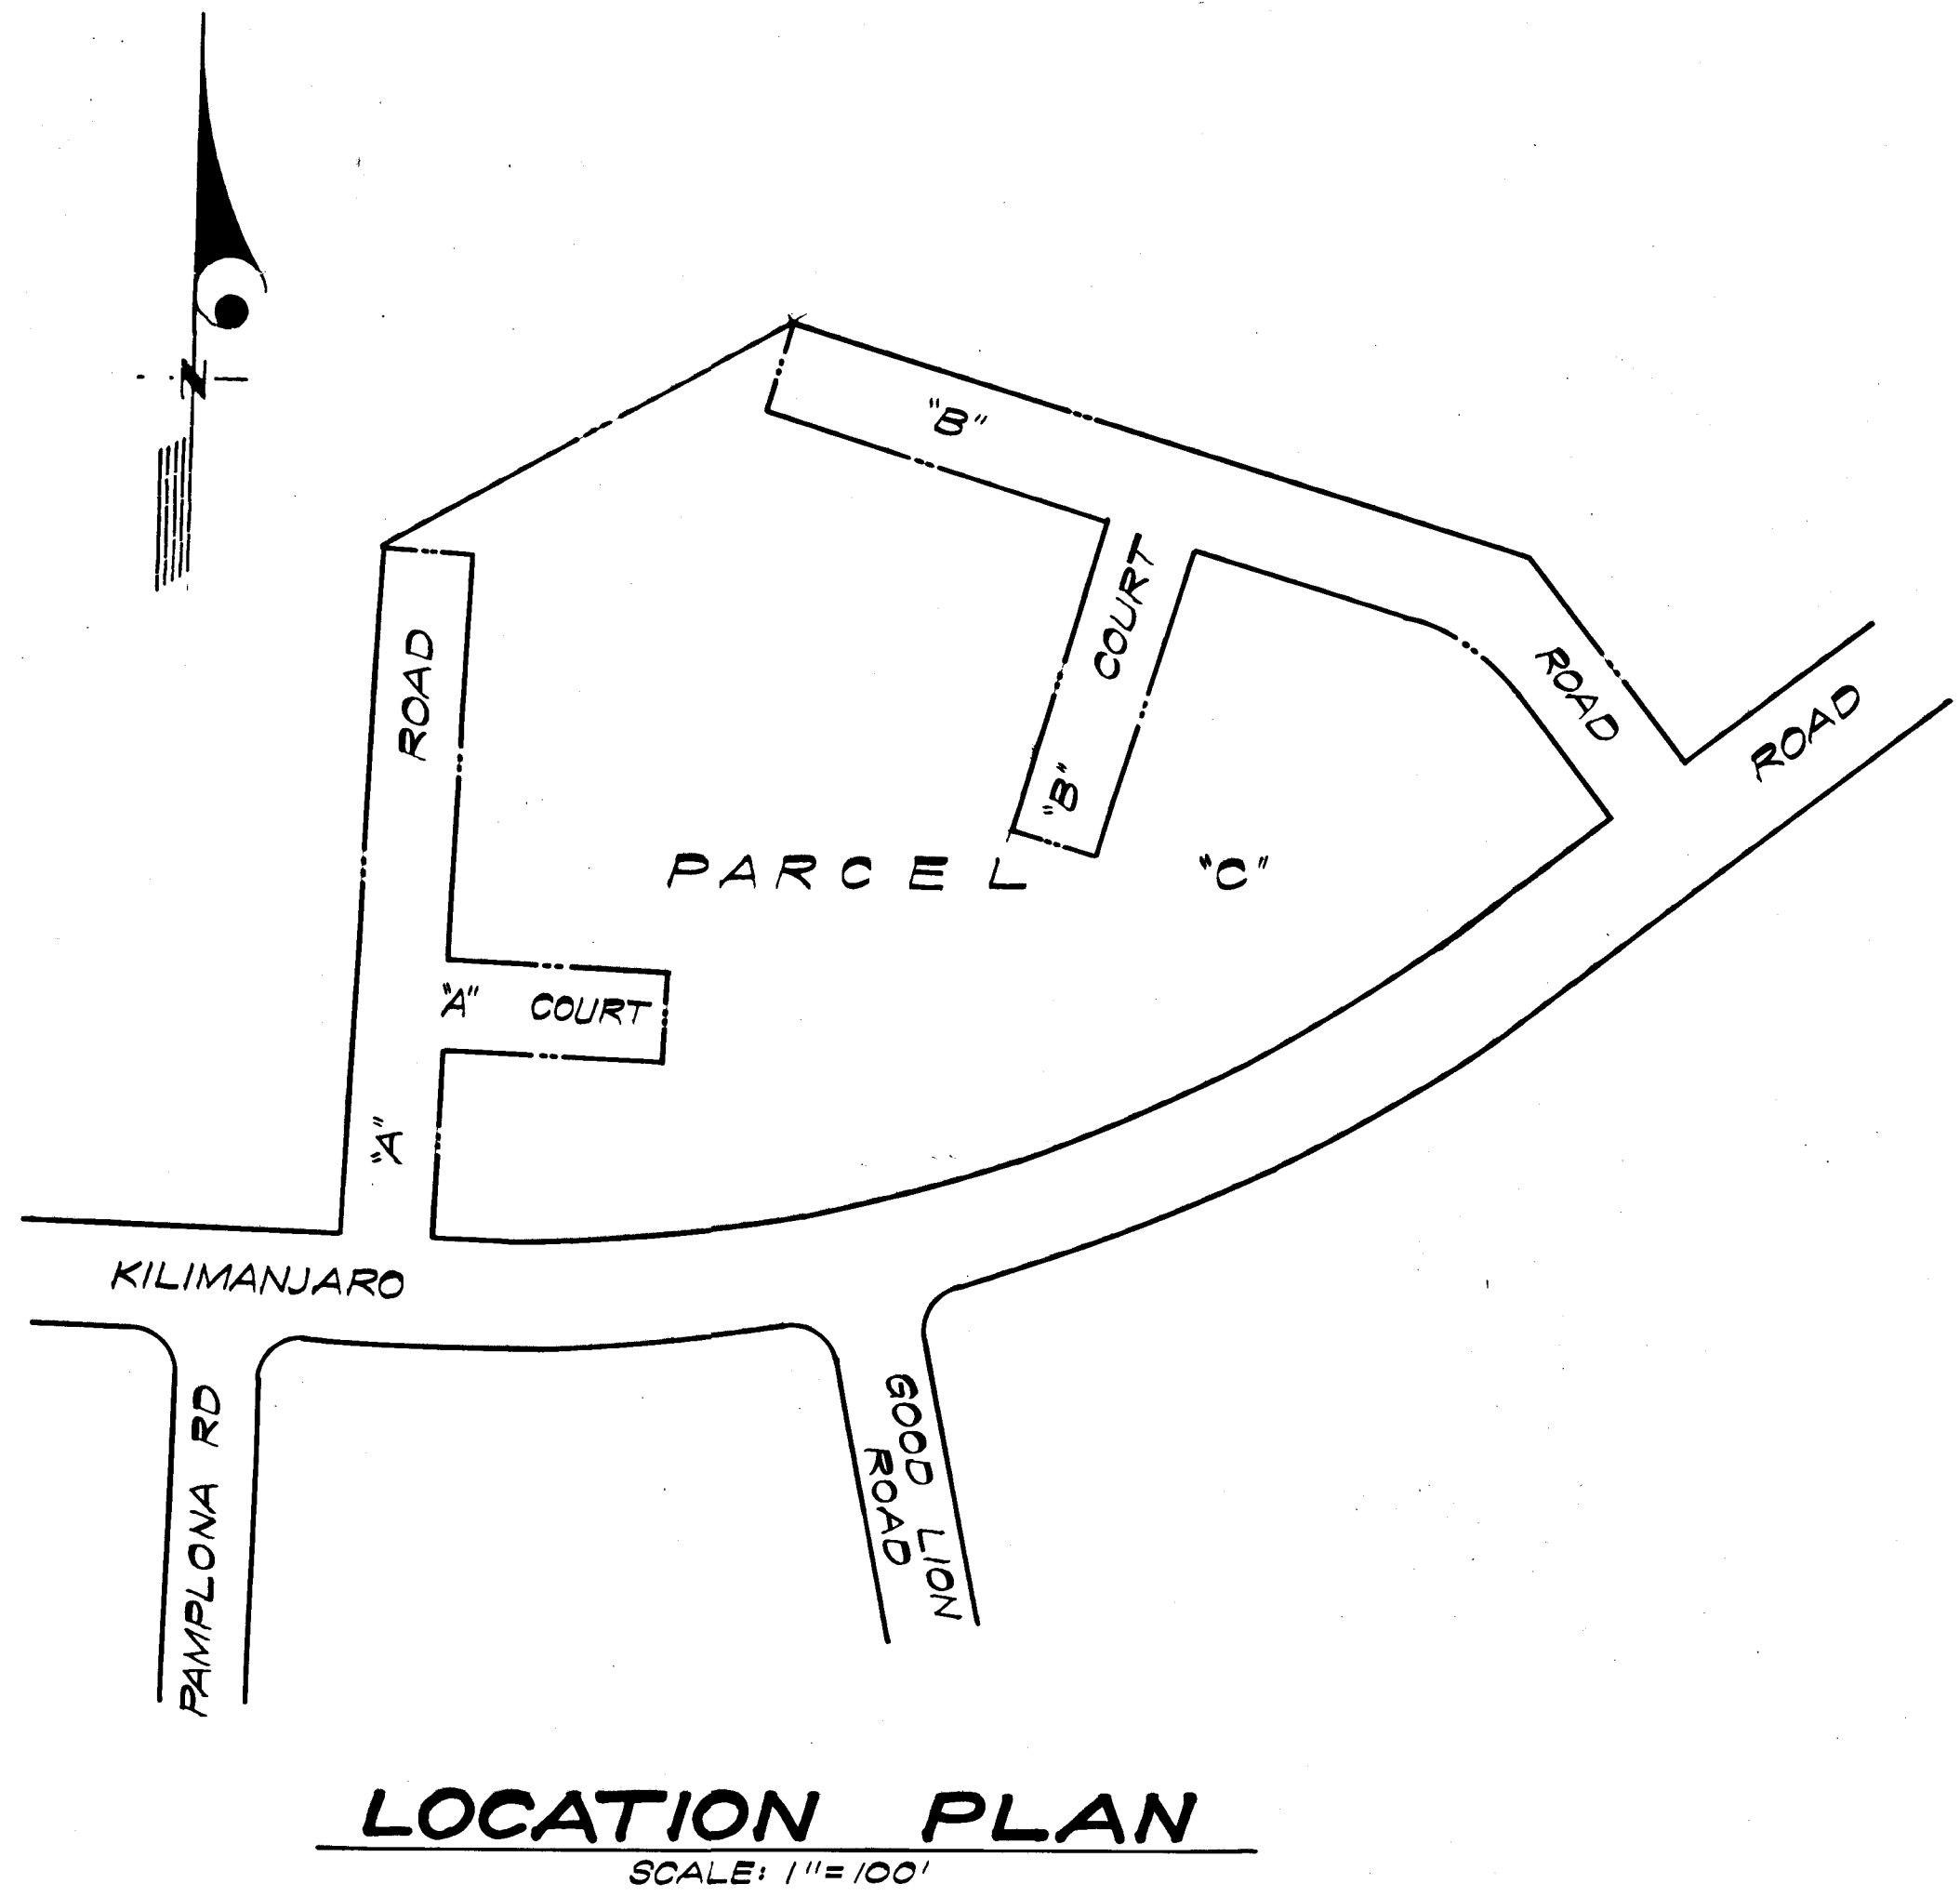 N
"B"
COURT
"B"
ROAD
ROAD
ROAD
PARCEL "C"
"A" COURT
"A"
KILIMANJARO
PAMPLONA RD
GOOD LION
ROAD
LOCATION PLAN
SCALE: 1"=100'